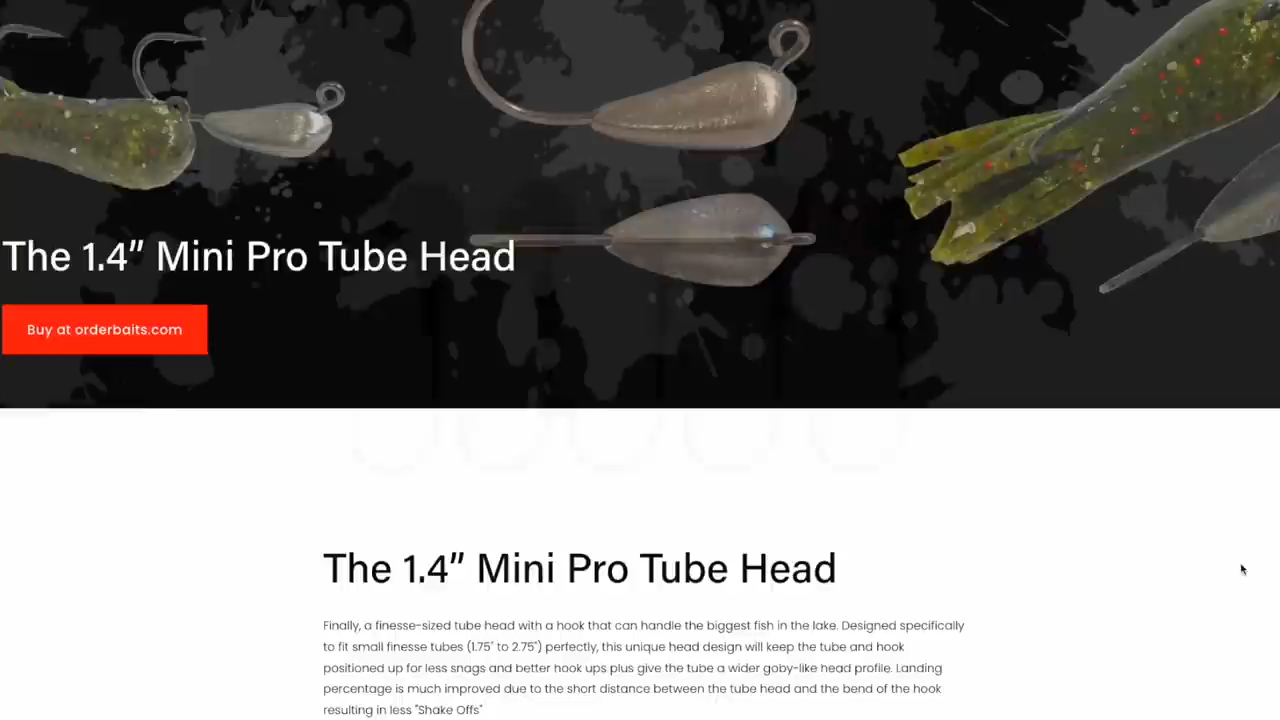 The 1.4” Mini Pro Tube Head
Buy at orderbaits.com
The 1.4” Mini Pro Tube Head
Finally, a finesse-sized tube head with a hook that can handle the biggest fish in the lake. Designed specifically
to fit small finesse tubes (1.75" to 2.75") perfectly, this unique head design will keep the tube and hook
positioned up for less snags and better hook ups plus give the tube a wider goby-like head profile. Landing
percentage is much improved due to the short distance between the tube head and the bend of the hook
resulting in less "Shake Offs"